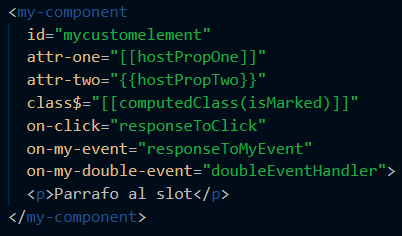 <my-component
id="mycustomelement"
attr-one="[[hostPropOne]]"
attr-two="{{hostPropTwo}}"
class$="[[computedClass(isMarked)]]"
on-click="responseToClick"
on-my-event="responseToMyEvent"
on-my-double-event="doubleEventHandler">
<p>Parrafo al slot</p>
</my-component>